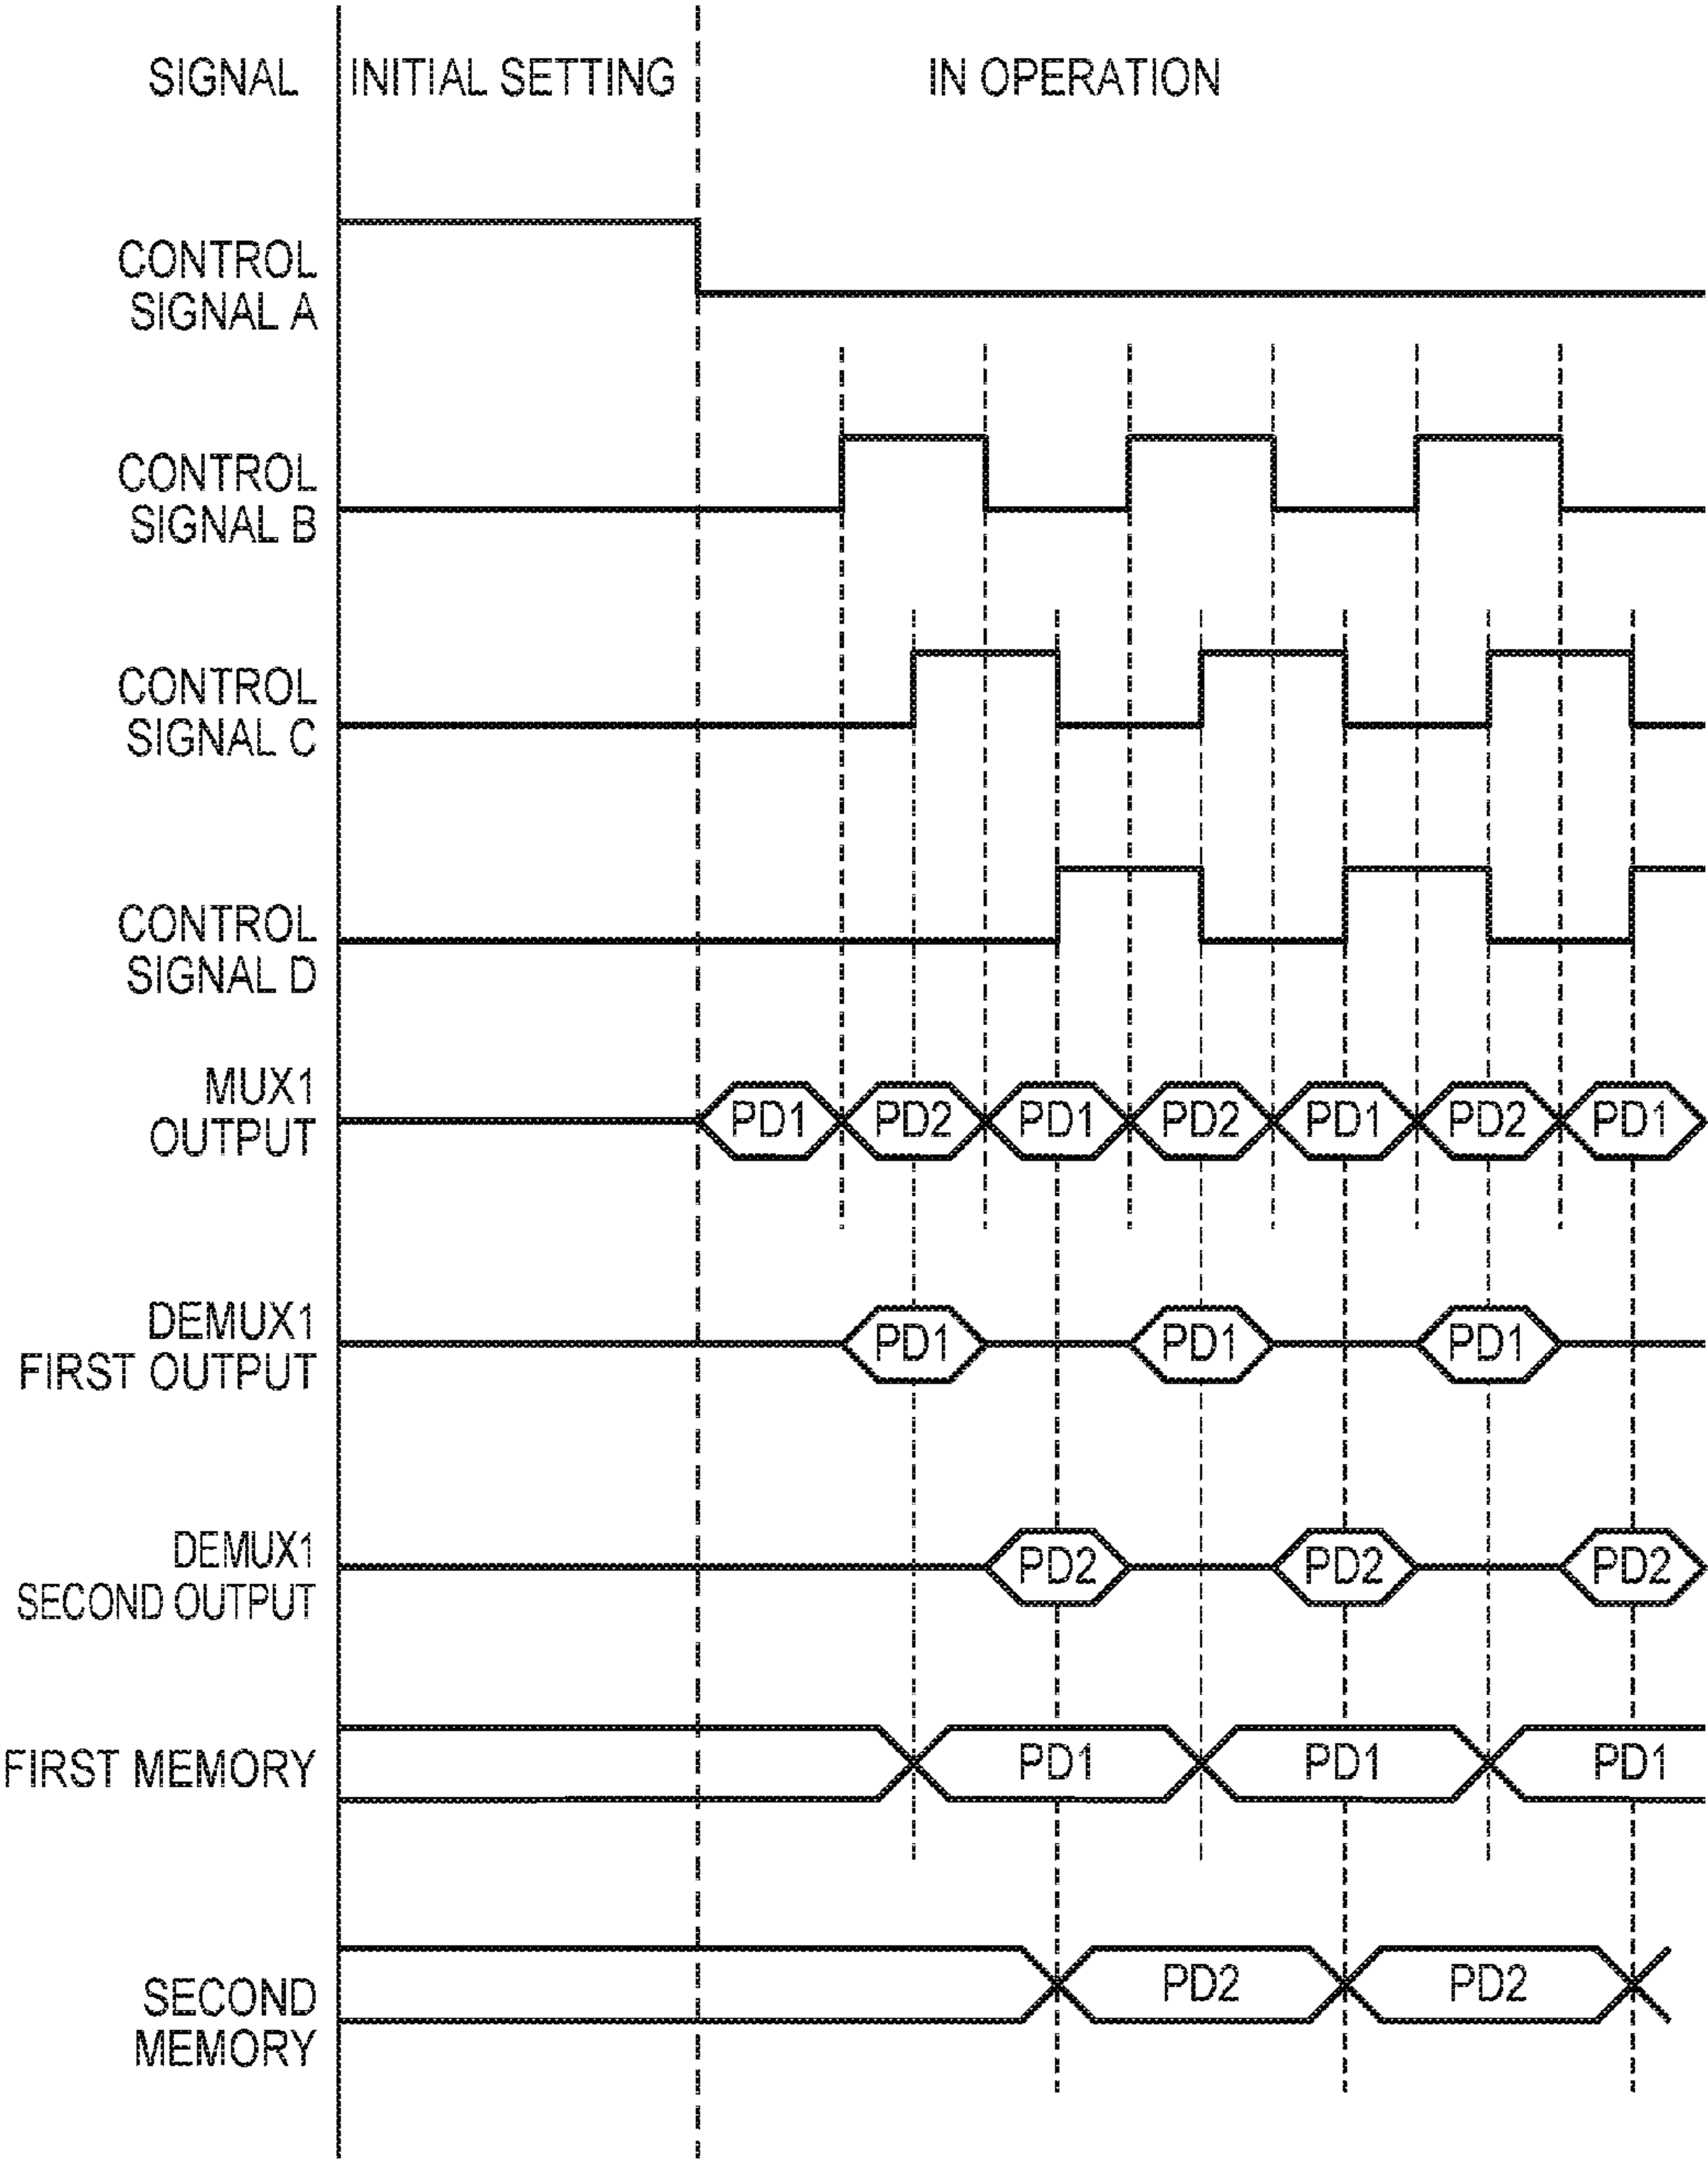 SIGNAL INITIAL SETTING IN OPERATION
CONTROL
SIGNAL A
CONTROL
SIGNAL B
CONTROL
SIGNAL C
CONTROL
SIGNAL D
MUX1
OUTPUT
PD1 PD2 PD1 PD2 PD1 PD2 PD1
DEMUX1
FIRST OUTPUT
PD1 PD1 PD1
DEMUX1
SECOND OUTPUT
PD2 PD2 PD2
FIRST MEMORY PD1 PD1 PD1
SECOND
MEMORY
PD2 PD2